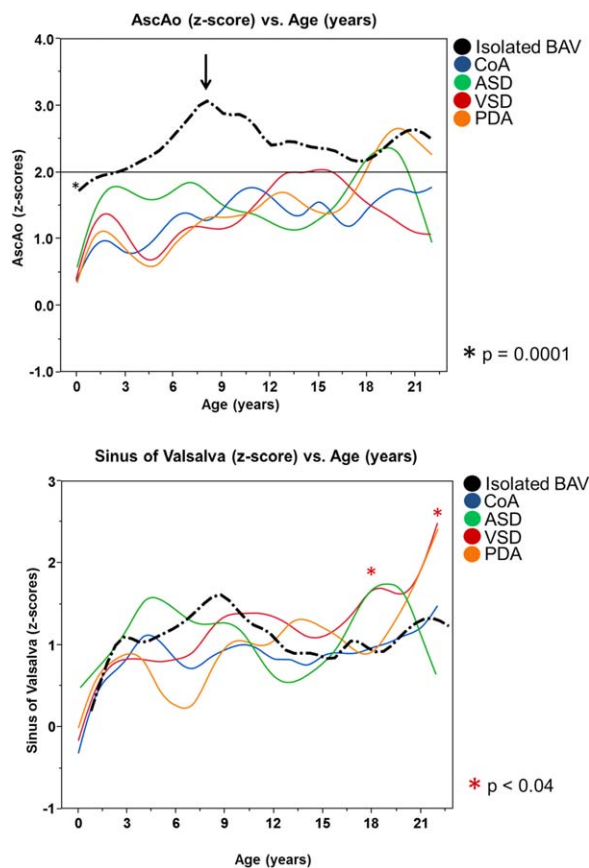 AscAo (z-score) vs. Age (years)
AscAo (z-scores)
4.0
3.0
2.0
1.0
0.0
-1.0
*
0 3 6 9 12 15 18 21
Age (years)
Isolated BAV
CoA
ASD
VSD
PDA
* p = 0.0001
Sinus of Valsalva (z-score) vs. Age (years)
Sinus of Valsalva (z-scores)
3
2
1
0
-1
*
*
0 3 6 9 12 15 18 21
Age (years)
Isolated BAV
CoA
ASD
VSD
PDA
* p < 0.04